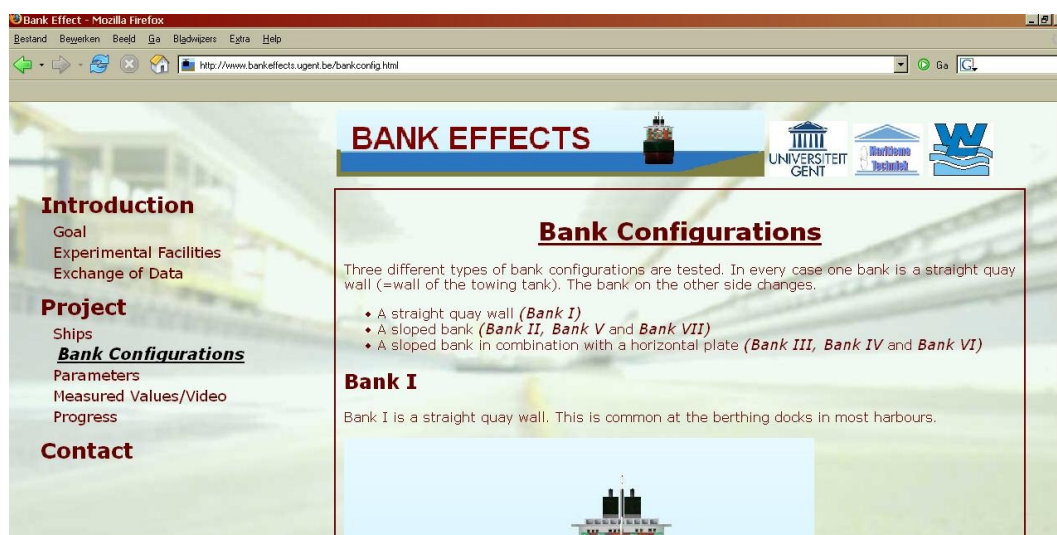 Bank Effect - Mozilla Firefox
Bestand Bewerken Beeld Ga Bladwijzers Extra Help
http://www.bankeffects.ugent.be/bankconfig.html
Ga
G
BANK EFFECTS
UNIVERSITEIT
GENT
Maritieme
Techniek
Introduction
Goal
Experimental Facilities
Exchange of Data
Project
Ships
Bank Configurations
Parameters
Measured Values/Video
Progress
Contact
Bank Configurations
Three different types of bank configurations are tested. In every case one bank is a straight quay
wall (=wall of the towing tank). The bank on the other side changes.
• A straight quay wall (Bank I)
• A sloped bank (Bank II, Bank V and Bank VII)
• A sloped bank in combination with a horizontal plate (Bank III, Bank IV and Bank VI)
Bank I
Bank I is a straight quay wall. This is common at the berthing docks in most harbours.